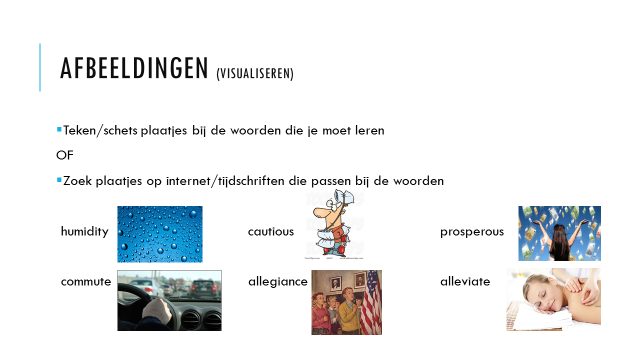 AFBEELDINGEN (VISUALISEREN)
Teken/schets plaatjes bij de woorden die je moet leren
OF
Zoek plaatjes op internet/tijdschriften die passen bij de woorden
humidity cautious prosperous
commute allegiance alleviate